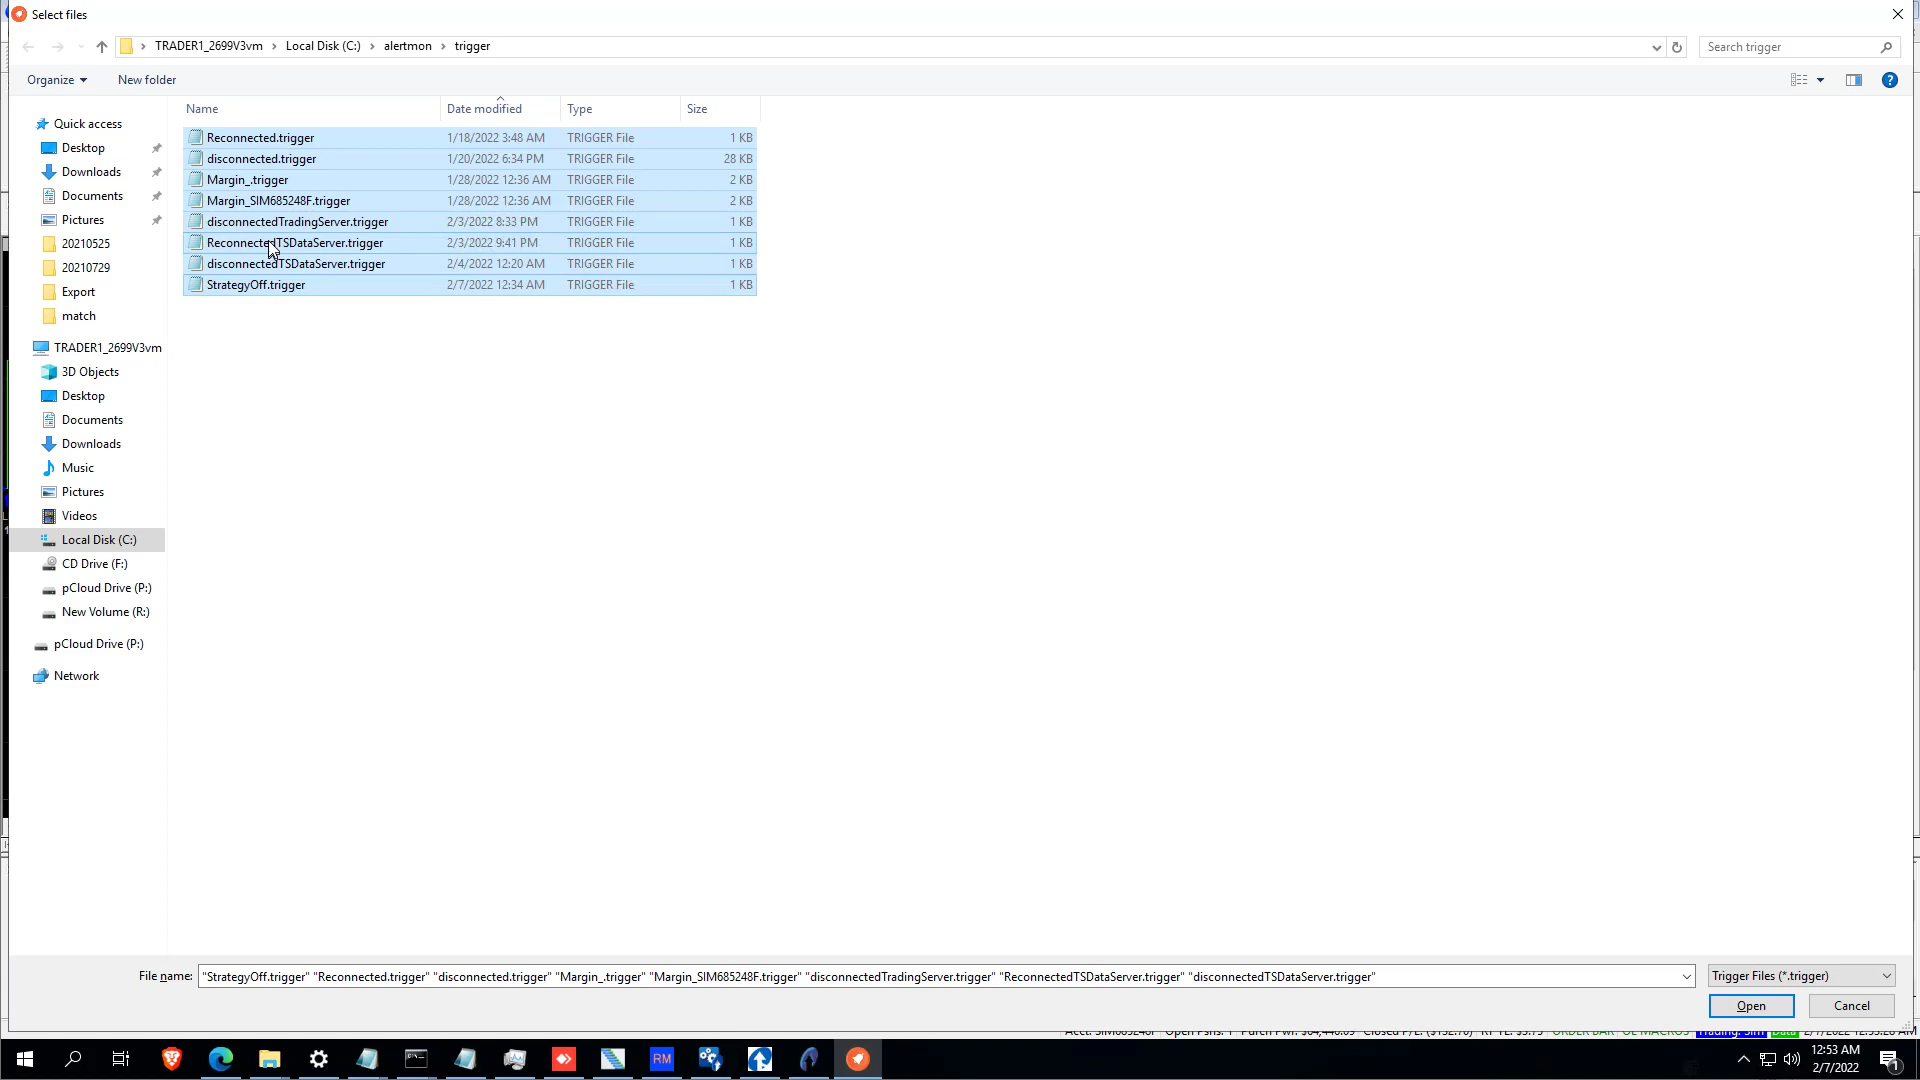 Select files
TRADER1_2699V3vm > Local Disk (C:) > alertmon > trigger
Search trigger
Organize
New folder
Name Date modified Type Size
Reconnected.trigger 1/18/2022 3:48 AM TRIGGER File 1 KB
disconnected.trigger 1/20/2022 6:34 PM TRIGGER File 28 KB
Margin_.trigger 1/28/2022 12:36 AM TRIGGER File 2 KB
Margin_SIM685248F.trigger 1/28/2022 12:36 AM TRIGGER File 2 KB
disconnectedTradingServer.trigger 2/3/2022 8:33 PM TRIGGER File 1 KB
ReconnectedTSDataServer.trigger 2/3/2022 9:41 PM TRIGGER File 1 KB
disconnectedTSDataServer.trigger 2/4/2022 12:20 AM TRIGGER File 1 KB
StrategyOff.trigger 2/7/2022 12:34 AM TRIGGER File 1 KB
Quick access
Desktop
Downloads
Documents
Pictures
20210525
20210729
Export
match
TRADER1_2699V3vm
3D Objects
Desktop
Documents
Downloads
Music
Pictures
Videos
Local Disk (C:)
CD Drive (F:)
pCloud Drive (P:)
New Volume (R:)
pCloud Drive (P:)
Network
File name: "StrategyOff.trigger" "Reconnected.trigger" "disconnected.trigger" "Margin_.trigger" "Margin_SIM685248F.trigger" "disconnectedTradingServer.trigger" "ReconnectedTSDataServer.trigger" "disconnectedTSDataServer.trigger"
Trigger Files (*.trigger)
Open
Cancel
RM
12:53 AM
2/7/2022
1